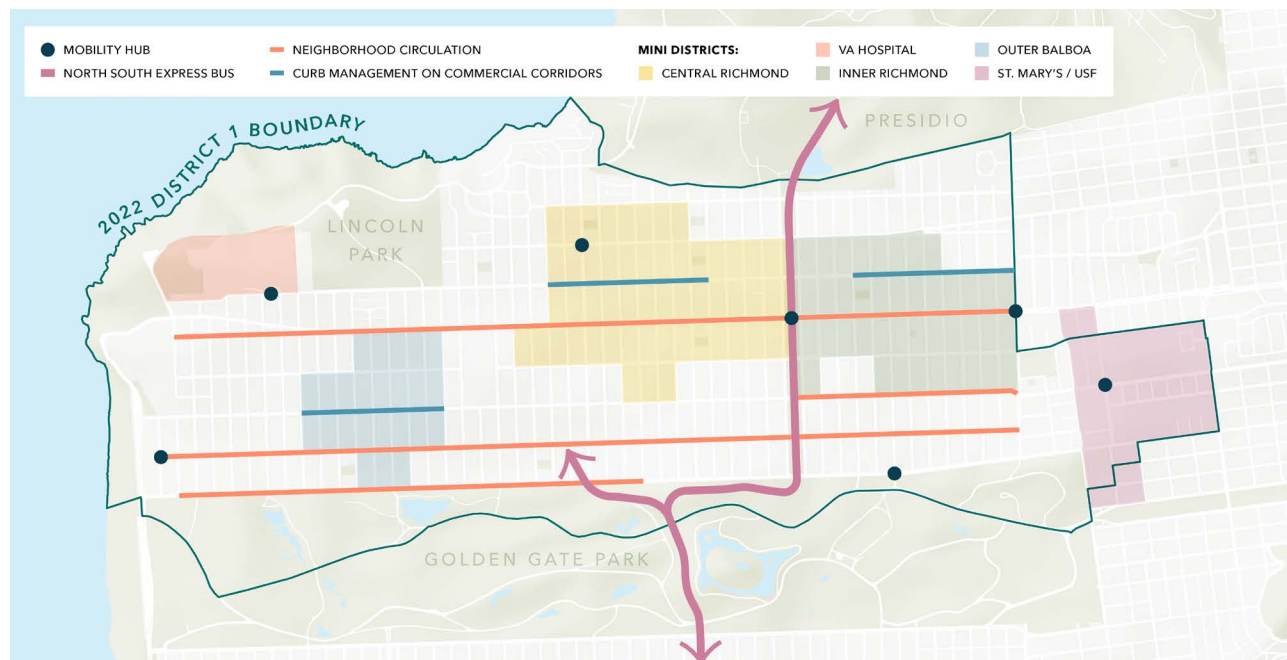 MOBILITY HUB
NORTH SOUTH EXPRESS BUS
NEIGHBORHOOD CIRCULATION
CURB MANAGEMENT ON COMMERCIAL CORRIDORS
MINI DISTRICTS:
CENTRAL RICHMOND
VA HOSPITAL
INNER RICHMOND
OUTER BALBOA
ST. MARY'S / USF
2022 DISTRICT 1 BOUNDARY
PRESIDIO
LINCOLN
PARK
GOLDEN GATE PARK